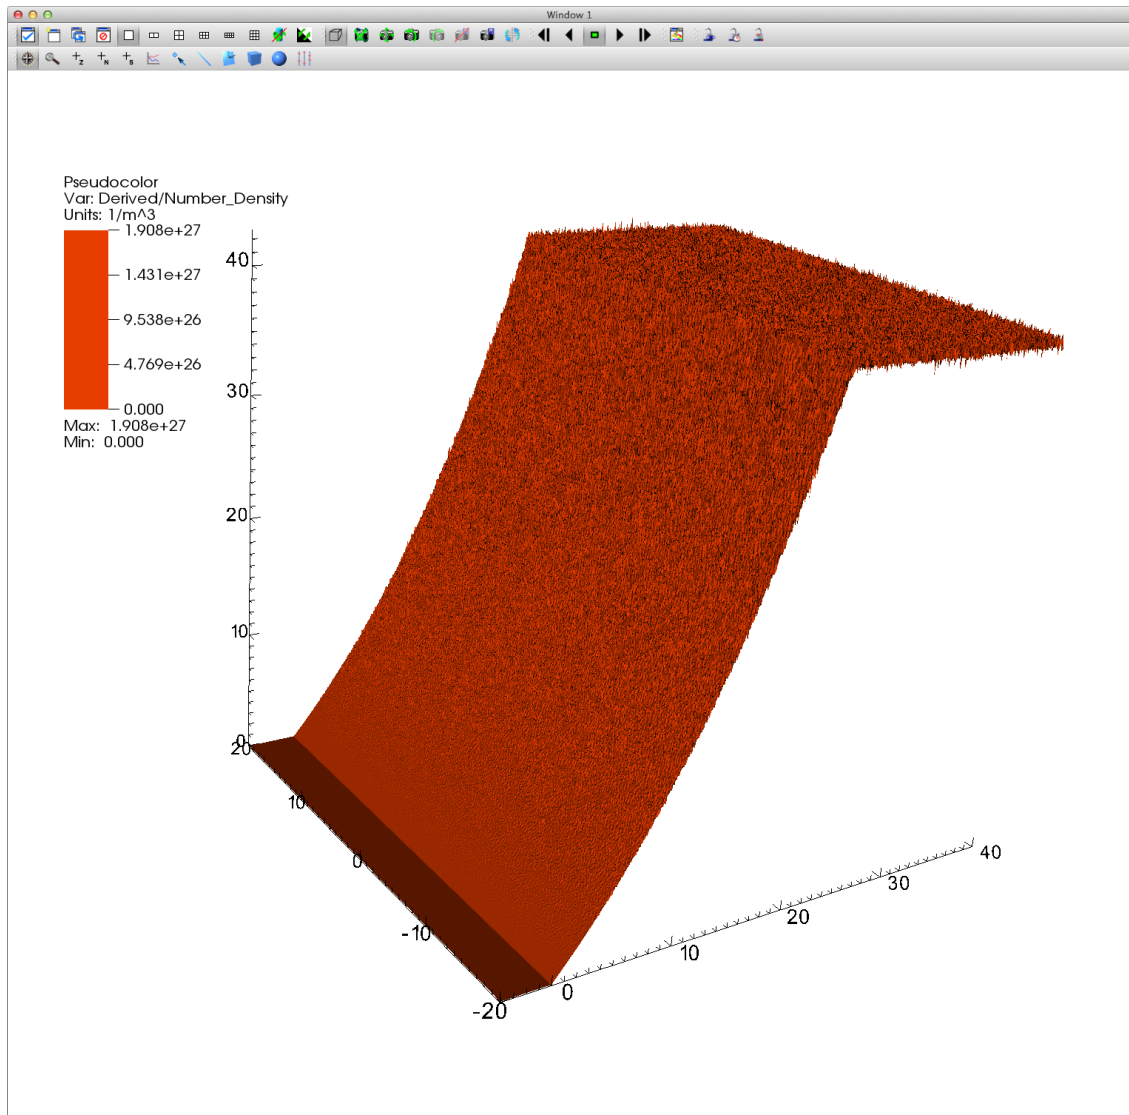 Window 1
Pseudocolor
Var: Derived/Number_Density
Units: 1/m^3
1.908e+27
1.431e+27
9.538e+26
4.769e+26
0.000
Max: 1.908e+27
Min: 0.000
40
30
20
10
0
20
10
0
-10
-20
0
10
20
30
40